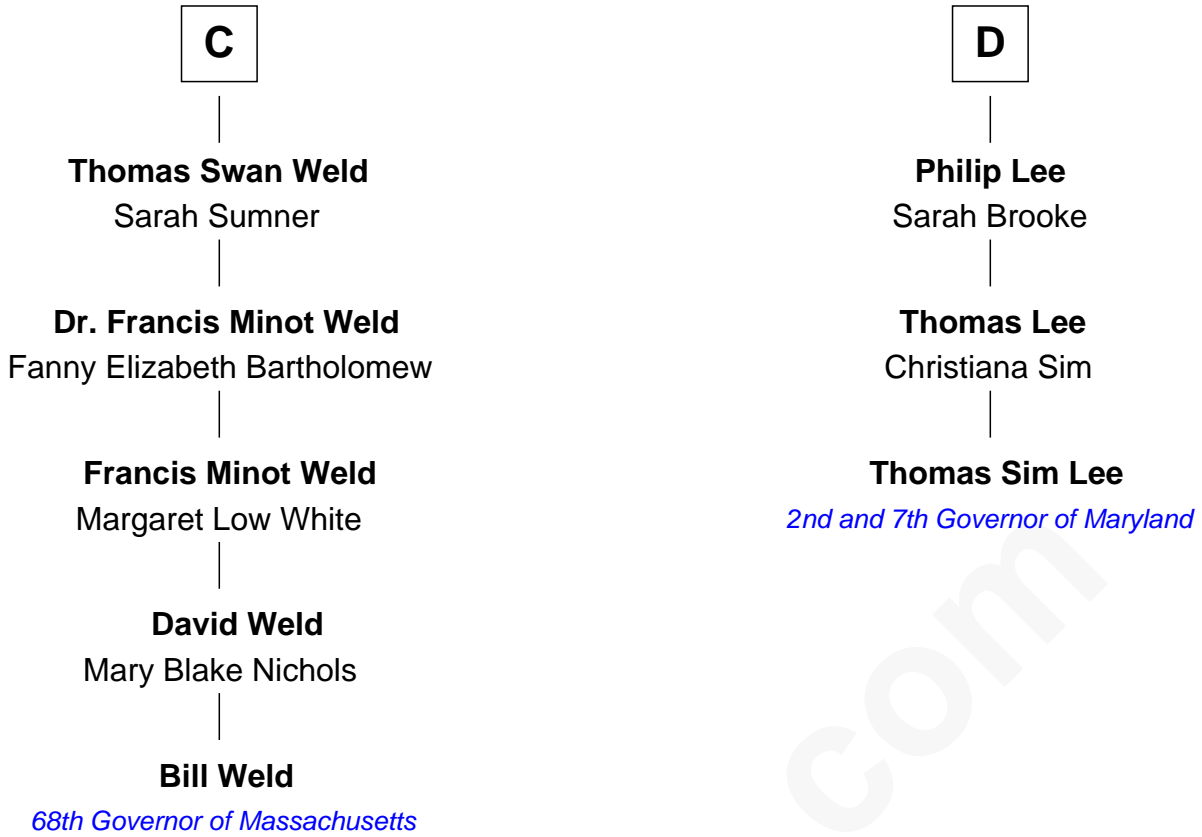 C
Thomas Swan Weld
Sarah Sumner
Dr. Francis Minot Weld
Fanny Elizabeth Bartholomew
Francis Minot Weld
Margaret Low White
David Weld
Mary Blake Nichols
Bill Weld
68th Governor of Massachusetts
D
Philip Lee
Sarah Brooke
Thomas Lee
Christiana Sim
Thomas Sim Lee
2nd and 7th Governor of Maryland
com